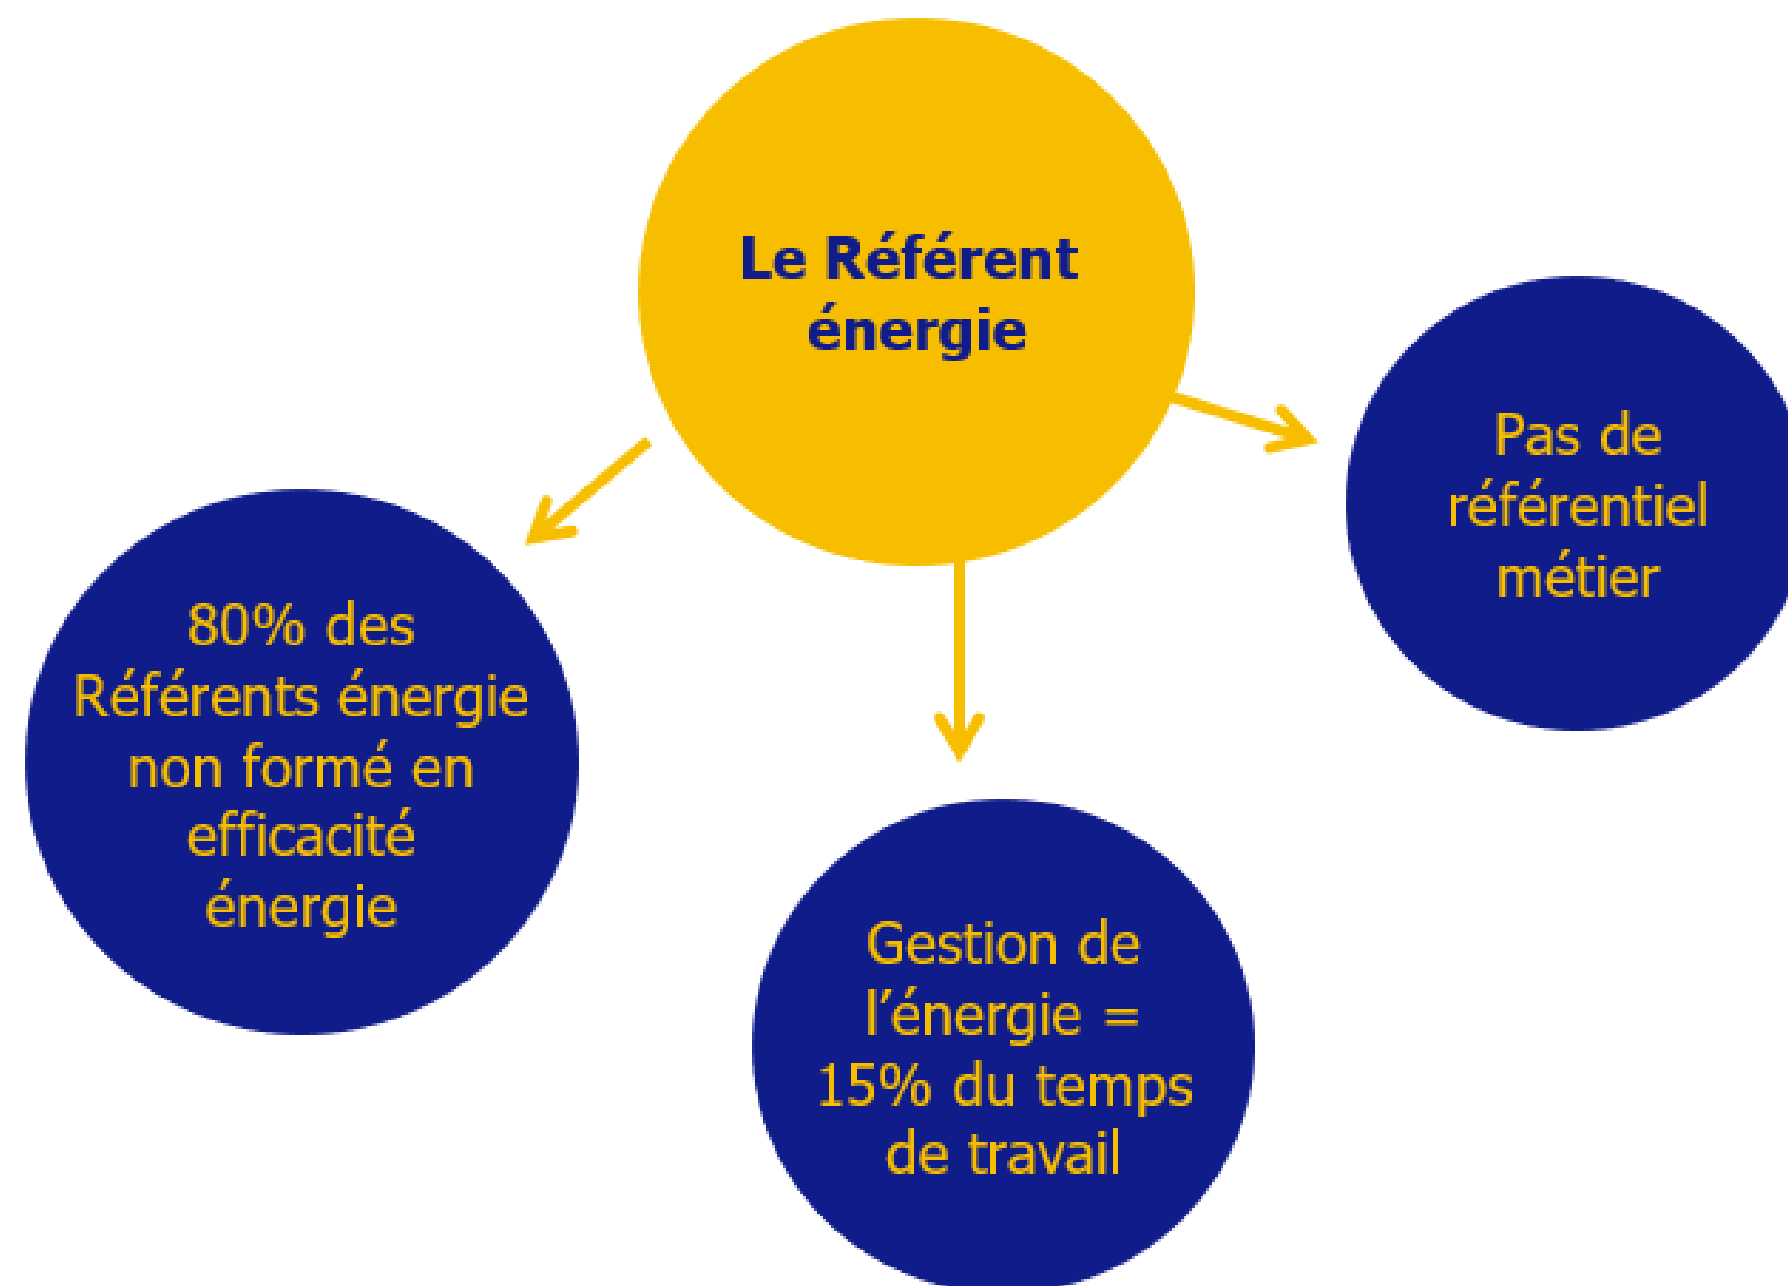 Le Référent
énergie
80% des
Référents énergie
non formé en
efficacité
énergie
Gestion de
l’énergie =
15% du temps
de travail
Pas de
référentiel
métier